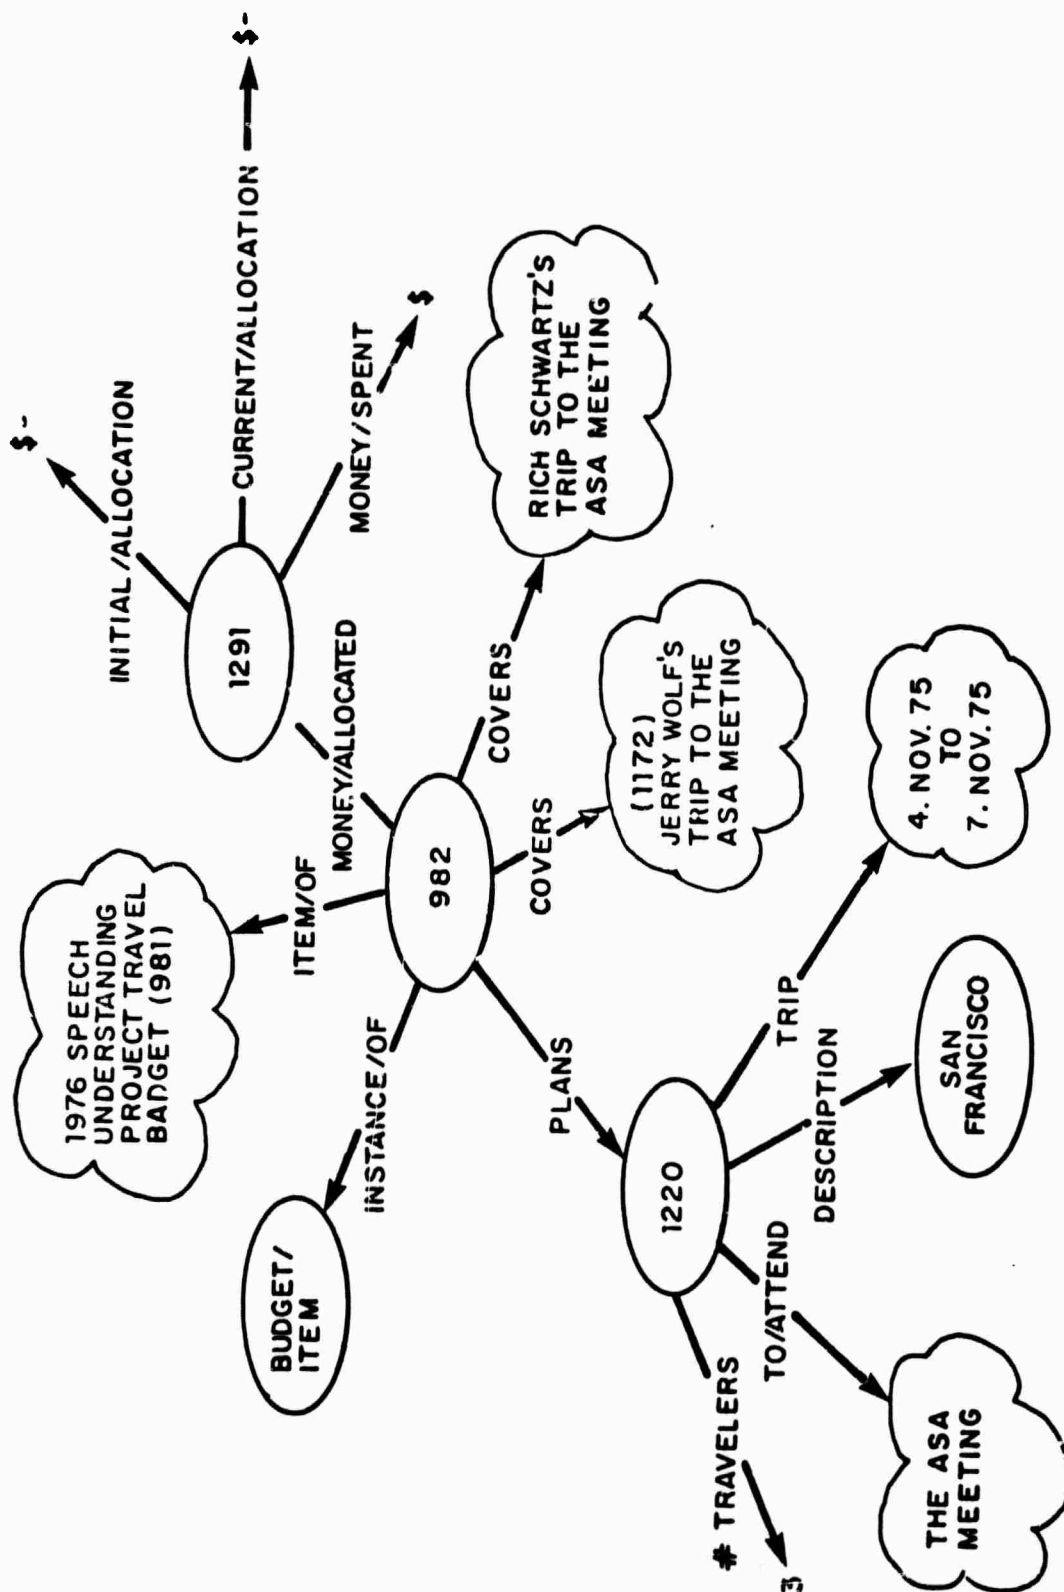 1976 SPEECH
UNDERSTANDING
PROJECT TRAVEL
BADGET (981)
INITIAL/ALLOCATION
$-
BUDGET/
ITEM
INSTANCE/OF
ITEM/OF
MONEY/ALLOCATED
1291
CURRENT/ALLOCATION
$-
MONEY/SPENT
$
982
PLANS
COVERS
COVERS
RICH SCHWARTZ'S
TRIP TO THE
ASA MEETING
(1172)
JERRY WOLF'S
TRIP TO THE
ASA MEETING
1220
# TRAVELERS
3
TO/ATTEND
DESCRIPTION
TRIP
4. NOV. 75
TO
7. NOV. 75
THE ASA
MEETING
SAN
FRANCISCO